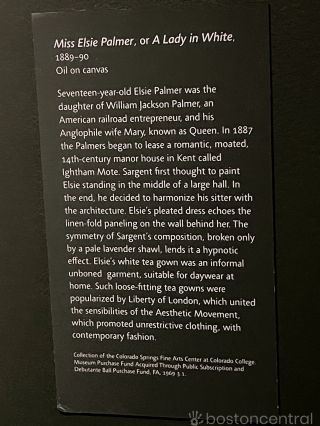 Miss Elsie Palmer, or A Lady in White,
1889–90
Oil on canvas
Seventeen-year-old Elsie Palmer was the
daughter of William Jackson Palmer, an
American railroad entrepreneur, and his
Anglophile wife Mary, known as Queen. In 1887
the Palmers began to lease a romantic, moated,
14th-century manor house in Kent called
Ightham Mote. Sargent first thought to paint
Elsie standing in the middle of a large hall. In
the end, he decided to harmonize his sitter with
the architecture. Elsie's pleated dress echoes the
linen-fold paneling on the wall behind her. The
symmetry of Sargent's composition, broken only
by a pale lavender shawl, lends it a hypnotic
effect. Elsie's white tea gown was an informal
unboned garment, suitable for daywear at
home. Such loose-fitting tea gowns were
popularized by Liberty of London, which united
the sensibilities of the Aesthetic Movement,
which promoted unrestrictive clothing, with
contemporary fashion.
Collection of the Colorado Springs Fine Arts Center at Colorado College.
Museum Purchase Fund Acquired Through Public Subscription and
Debutante Ball Purchase Fund, FA, 1969 3 1.
bostoncentral